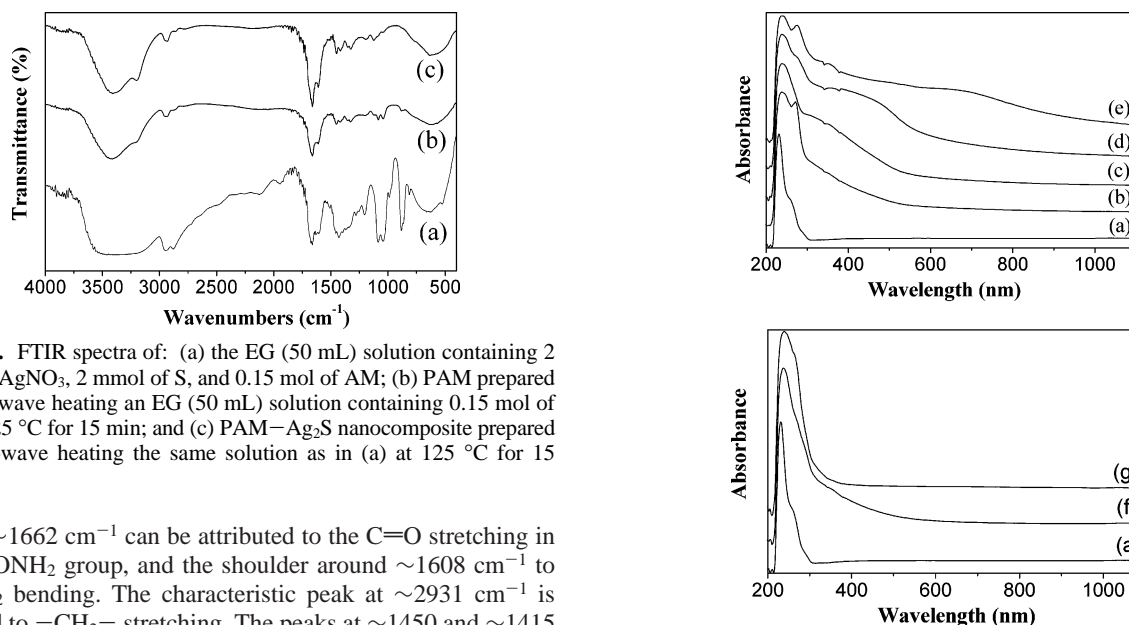 Transmittance (%)
(c)
(b)
(a)
4000 3500 3000 2500 2000 1500 1000 500
Wavenumbers (cm⁻¹)
. FTIR spectra of: (a) the EG (50 mL) solution containing 2
AgNO₃, 2 mmol of S, and 0.15 mol of AM; (b) PAM prepared
wave heating an EG (50 mL) solution containing 0.15 mol of
5 °C for 15 min; and (c) PAM−Ag₂S nanocomposite prepared
wave heating the same solution as in (a) at 125 °C for 15
~1662 cm⁻¹ can be attributed to the C=O stretching in
ONH₂ group, and the shoulder around ~1608 cm⁻¹ to
bending. The characteristic peak at ~2931 cm⁻¹ is
to −CH₂− stretching. The peaks at ~1450 and ~1415
Absorbance
(e)
(d)
(c)
(b)
(a)
200 400 600 800 1000
Wavelength (nm)
Absorbance
(g
(f
(a
200 400 600 800 1000
Wavelength (nm)